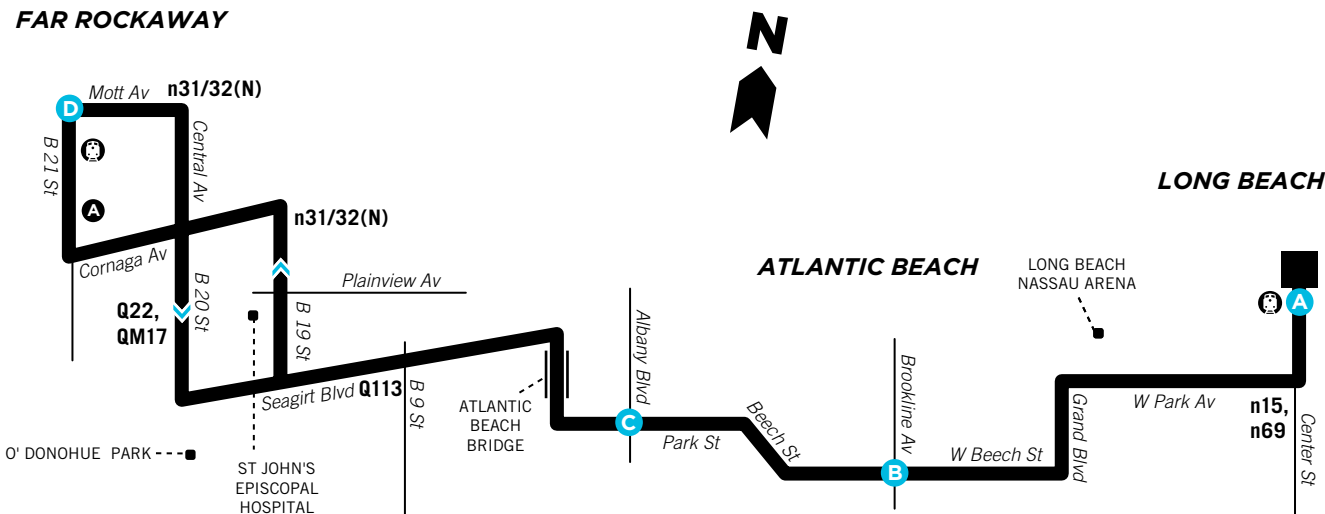 FAR ROCKAWAY
N
D
Mott Av
n31/32(N)
B 21 St
Central Av
A
Cornaga Av
n31/32(N)
B 20 St
Q22,
QM17
Plainview Av
B 19 St
Seagirt Blvd
Q113
B 9 St
O' DONOHUE PARK
ST JOHN'S
EPISCOPAL
HOSPITAL
ATLANTIC
BEACH
BRIDGE
Albany Blvd
C
Park St
Beech St
ATLANTIC BEACH
Brookline Av
B
W Beech St
Grand Blvd
LONG BEACH
NASSAU ARENA
LONG BEACH
A
W Park Av
n15,
n69
Center St